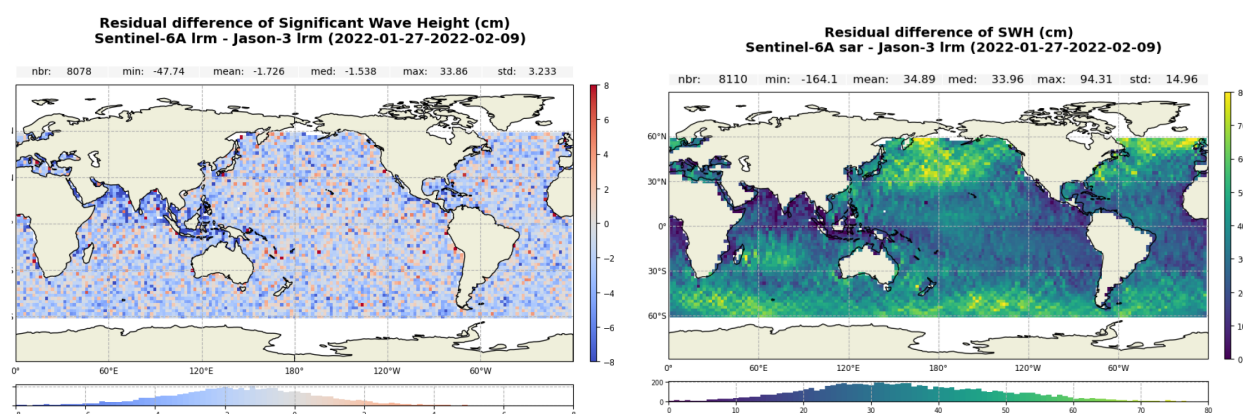 Residual difference of Significant Wave Height (cm)
Sentinel-6A lrm - Jason-3 lrm (2022-01-27-2022-02-09)
nbr: 8078 min: -47.74 mean: -1.726 med: -1.538 max: 33.86 std: 3.233
8
6
4
2
0
−2
−4
−6
−8
0° 60°E 120°E 180° 120°W 60°W
Residual difference of SWH (cm)
Sentinel-6A sar - Jason-3 lrm (2022-01-27-2022-02-09)
nbr: 8110 min: -164.1 mean: 34.89 med: 33.96 max: 94.31 std: 14.96
60°N
30°N
0°
30°S
60°S
0° 60°E 120°E 180° 120°W 60°W
200
0
0 10 20 30 40 50 60 70 80